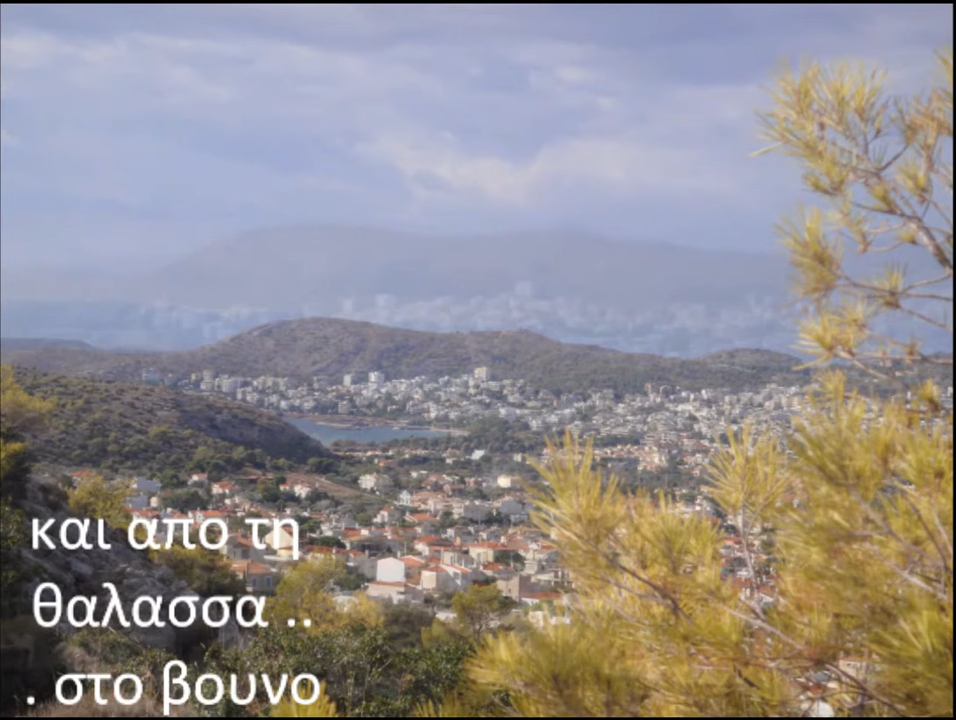 και απο τη
θαλασσα ..
. στο βουνο